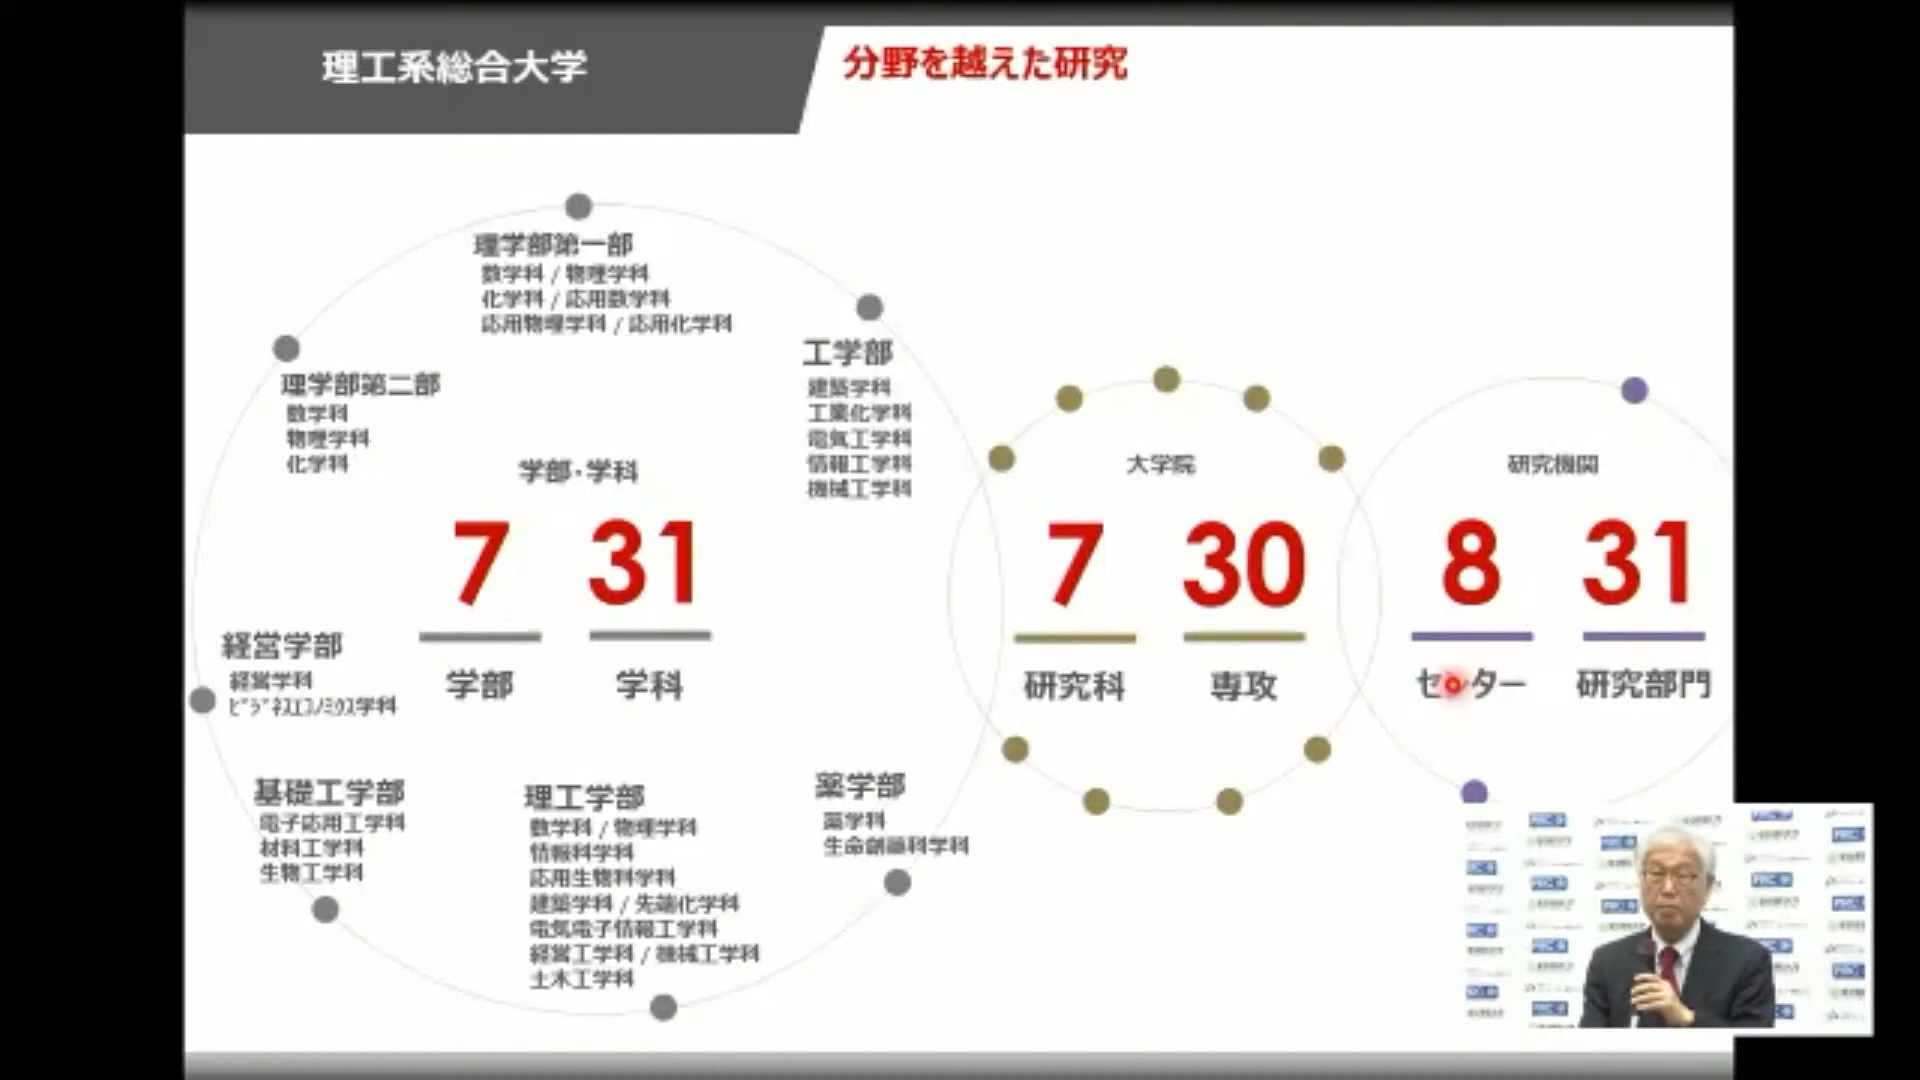 理工系総合大学
分野を越えた研究
理学部第一部
数学科 / 物理学科
化学科 / 応用数学科
応用物理学科 / 応用化学科
工学部
建築学科
工業化学科
電気工学科
情報工学科
機械工学科
理学部第二部
数学科
物理学科
化学科
学部・学科
7 31
学部 学科
経営学部
経営学科
ビジネスエコノミクス学科
基礎工学部
電子応用工学科
材料工学科
生物工学科
理工学部
数学科 / 物理学科
情報科学科
応用生物科学科
建築学科 / 先端化学科
電気電子情報工学科
経営工学科 / 機械工学科
土木工学科
薬学部
薬学科
生命創薬科学科
大学院
7 30
研究科 専攻
研究機関
8 31
センター 研究部門